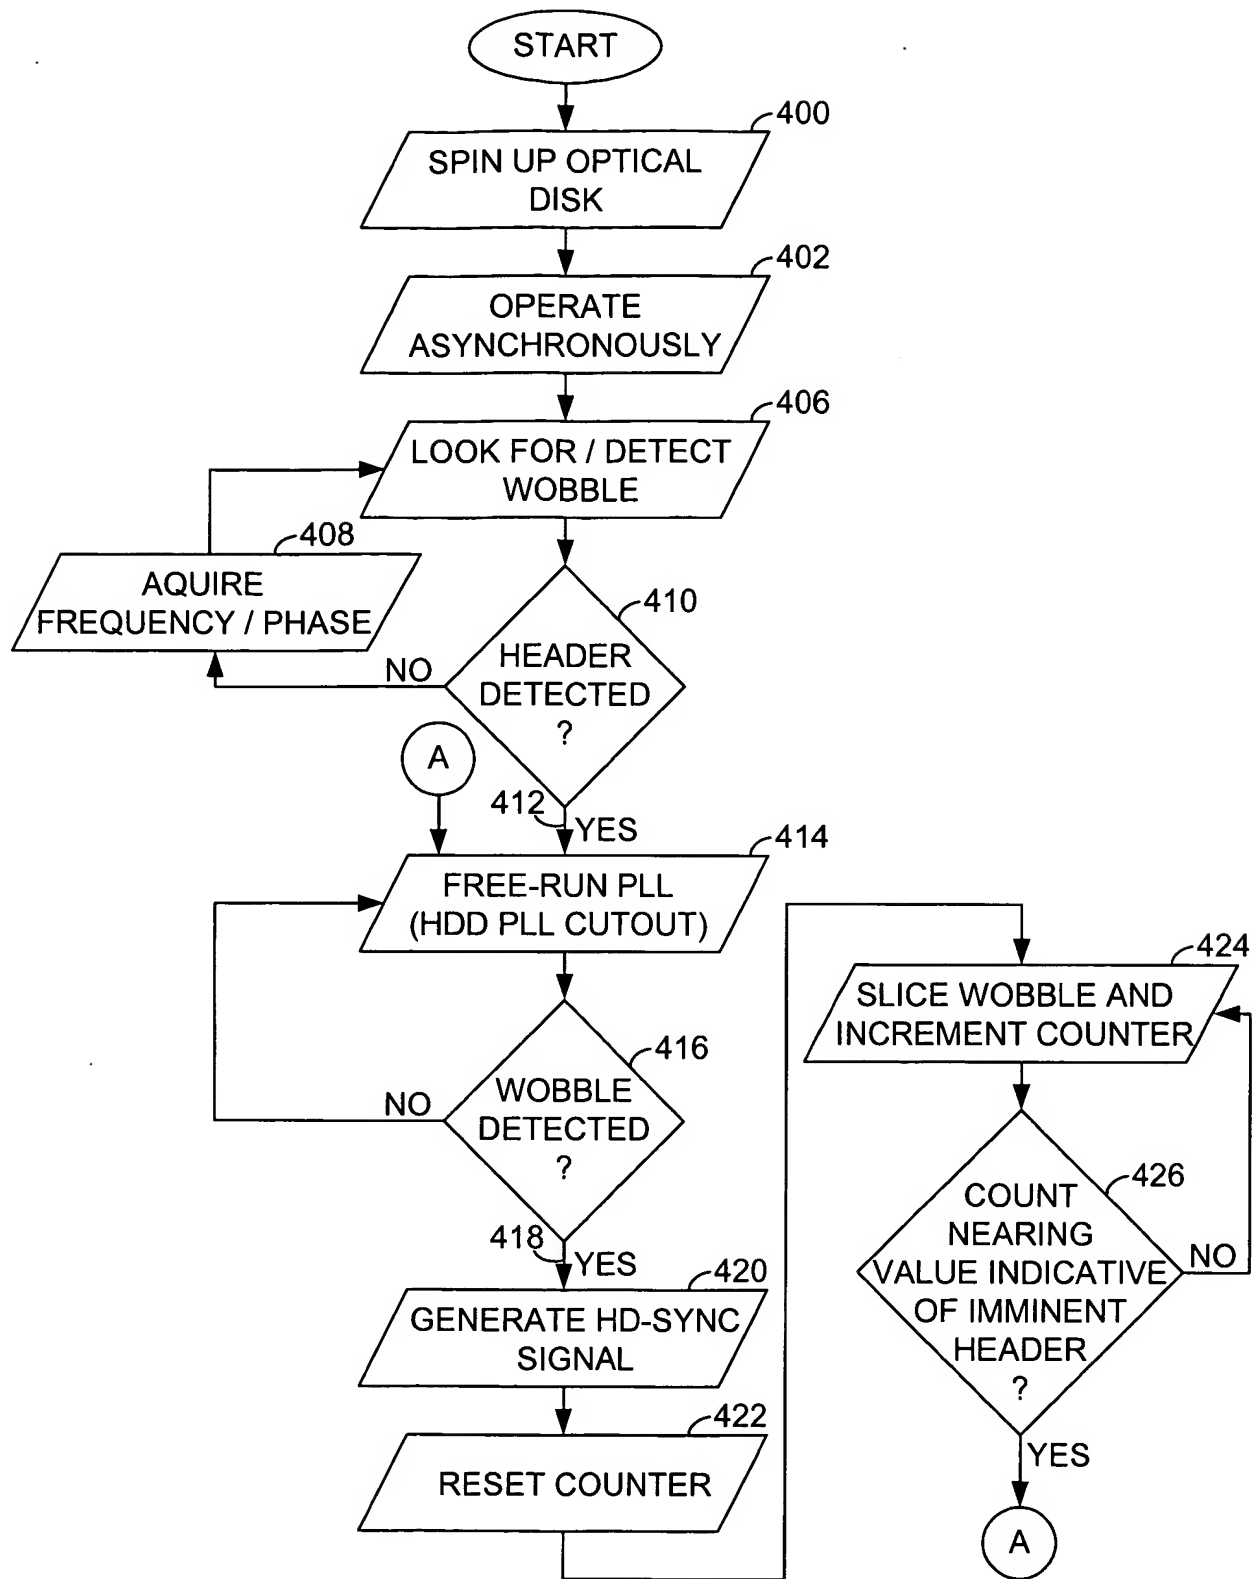 START
400
SPIN UP OPTICAL
DISK
402
OPERATE
ASYNCHRONOUSLY
406
LOOK FOR / DETECT
WOBBLE
408
AQUIRE
FREQUENCY / PHASE
410
HEADER
DETECTED
?
NO
A
412
YES
414
FREE-RUN PLL
(HDD PLL CUTOUT)
416
WOBBLE
DETECTED
?
NO
418
YES
420
GENERATE HD-SYNC
SIGNAL
422
RESET COUNTER
424
SLICE WOBBLE AND
INCREMENT COUNTER
426
COUNT
NEARING
VALUE INDICATIVE
OF IMMINENT
HEADER
?
NO
YES
A